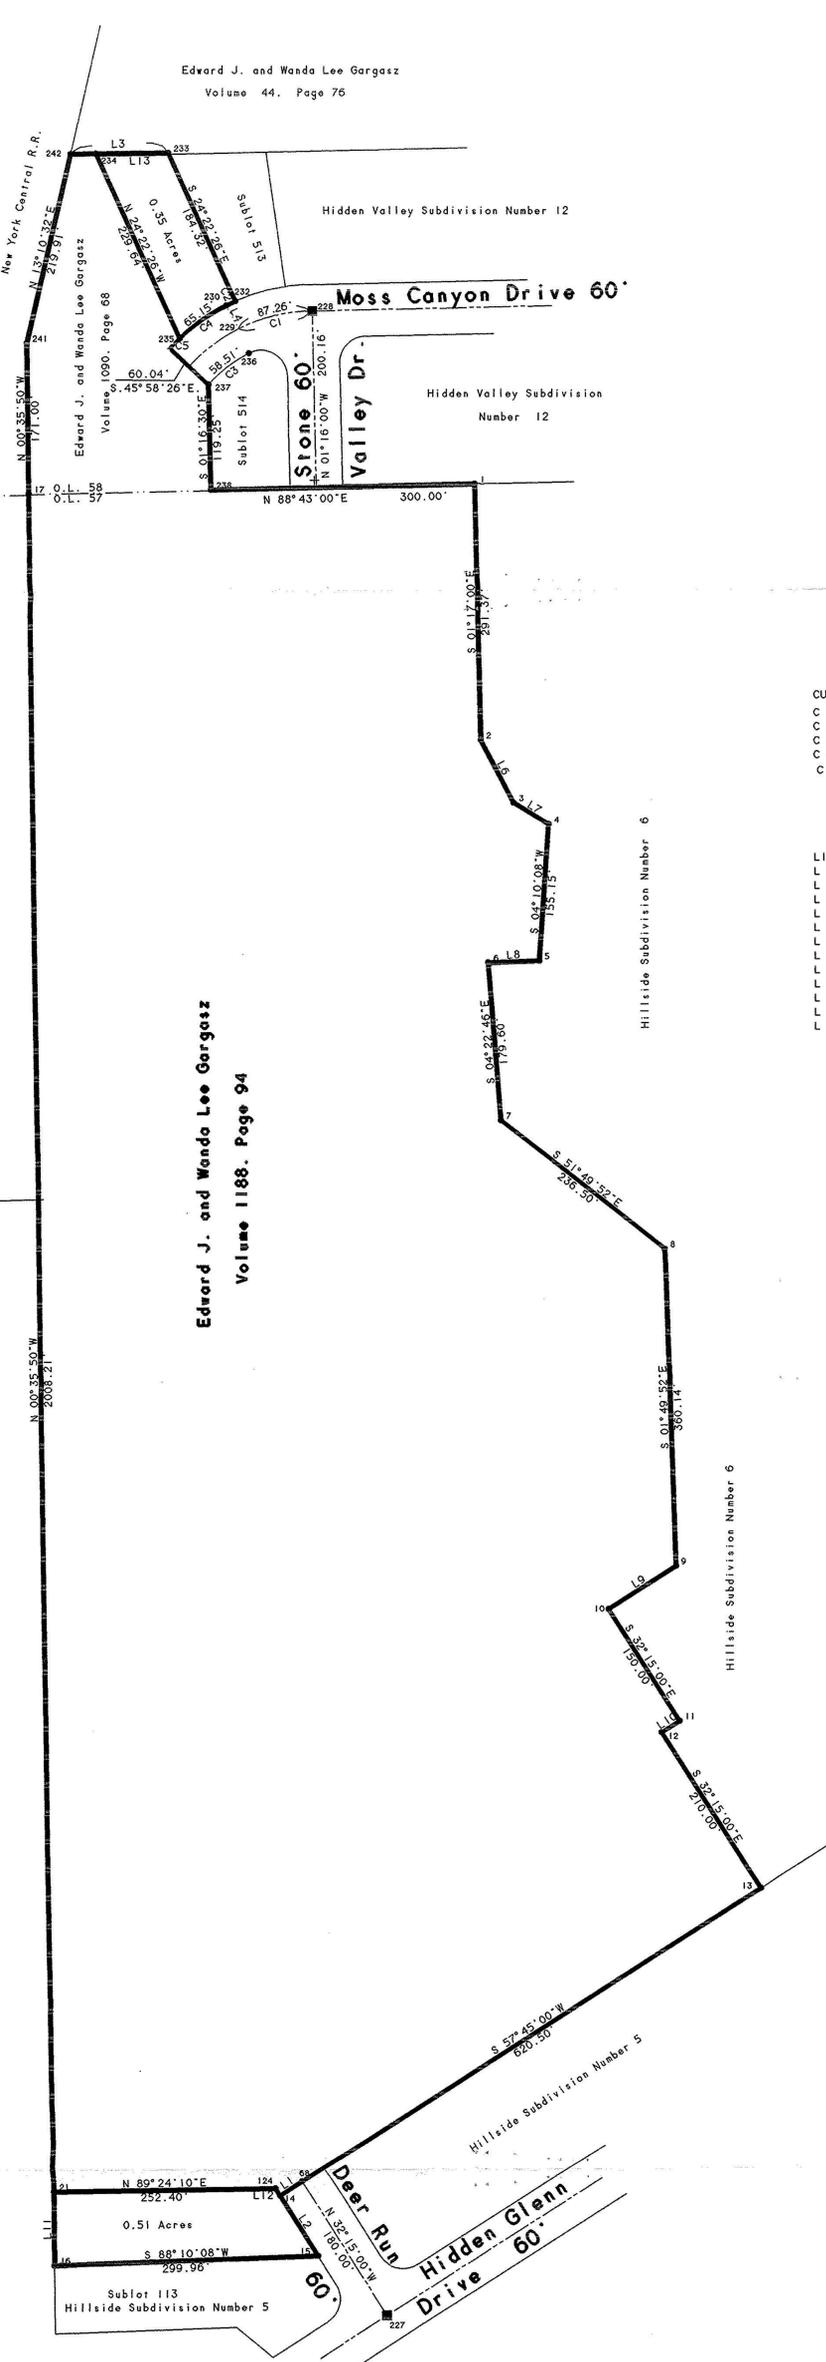 Edward J. and Wanda Lee Gargasz
Volume 44. Page 76
New York Central R.R.
242
L3
233
234
L13
N 13°10'32"E
219.91'
N 24°22'26"W
229.64'
0.35 Acres
S 24°22'26"E
184.32'
Sublot 513
Hidden Valley Subdivision Number 12
Edward J. and Wanda Lee Gargasz
Volume 1090. Page 68
230
232
65.15'
C4
L4
229
87.26'
C1
228
Moss Canyon Drive 60'
241
235
C5
58.51'
C3
236
60.04'
S.45°58'26"E.
237
N 00°35'50"W
171.00'
S 01°16'30"E
119.25'
Sublot 514
Stone 60'
N 01°16'00"W
200.16'
Valley Dr.
Hidden Valley Subdivision
Number 12
17
O.L. 58
O.L. 57
238
N 88°43'00"E
300.00'
1
S 01°17'00"E
291.37'
2
L6
3
L7
4
S 04°10'08"W
155.15'
5
L8
6
S 04°22'46"E
179.60'
7
Hillside Subdivision Number 6
CU
C
C
C
C
LI
L
L
L
L
L
L
L
L
L
L
L
L
Edward J. and Wanda Lee Gargasz
Volume 1188. Page 94
S 51°49'52"E
236.50'
8
N 00°35'50"W
2008.21'
S 01°49'52"E
360.14'
9
L9
10
Hillside Subdivision Number 6
S 32°15'00"E
150.00'
11
L10
12
S 32°15'00"E
210.00'
13
S 57°45'00"W
620.50'
Hillside Subdivision Number 5
21
N 89°24'10"E
252.40'
124
L12
L1
68
14
L11
0.51 Acres
L2
S 88°10'08"W
299.96'
16
15
Deer Run
60'
N 32°15'00"W
180.00'
Hidden Glenn
Drive 60'
227
Sublot 113
Hillside Subdivision Number 5